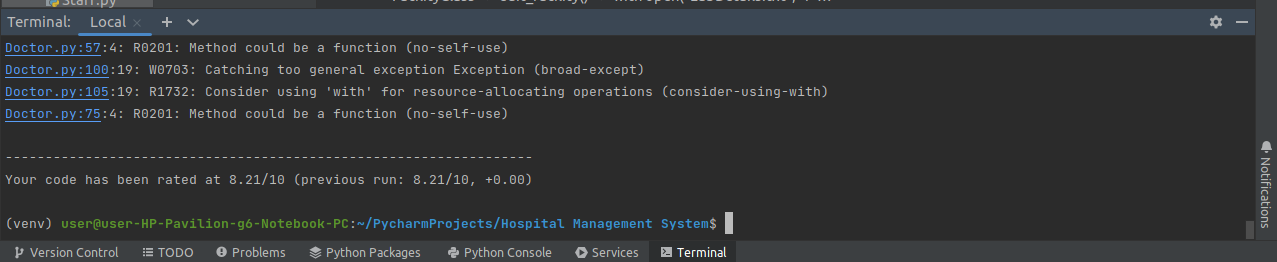 Staff.py
Terminal: Local × + 
Doctor.py:57:4: R0201: Method could be a function (no-self-use)
Doctor.py:100:19: W0703: Catching too general exception Exception (broad-except)
Doctor.py:105:19: R1732: Consider using 'with' for resource-allocating operations (consider-using-with)
Doctor.py:75:4: R0201: Method could be a function (no-self-use)
------------------------------------------------------------------
Your code has been rated at 8.21/10 (previous run: 8.21/10, +0.00)
(venv) user@user-HP-Pavilion-g6-Notebook-PC:~/PycharmProjects/Hospital Management System$
Notifications
Version Control TODO Problems Python Packages Python Console Services Terminal